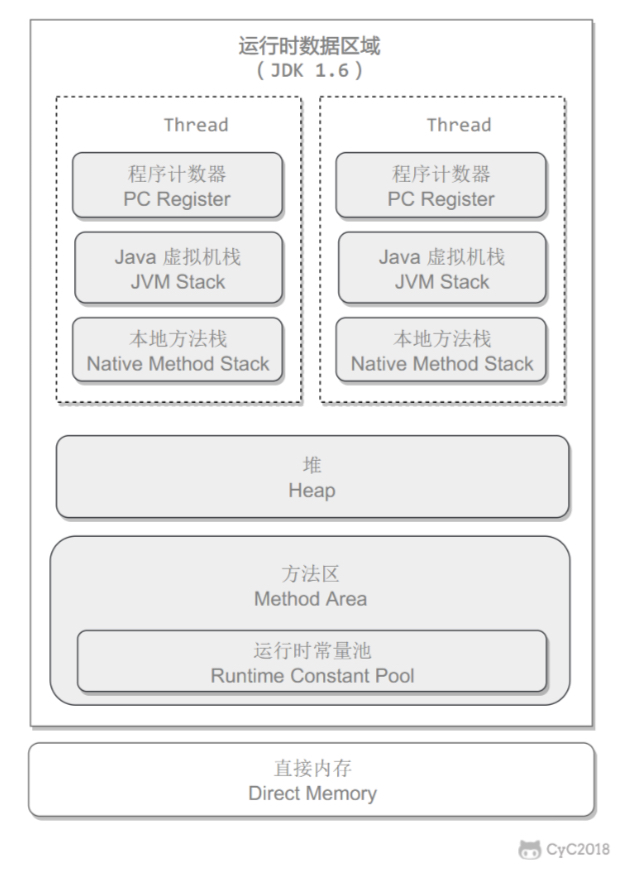 运行时数据区域
( JDK 1.6 )
Thread
程序计数器
PC Register
Java 虚拟机栈
JVM Stack
本地方法栈
Native Method Stack
Thread
程序计数器
PC Register
Java 虚拟机栈
JVM Stack
本地方法栈
Native Method Stack
堆
Heap
方法区
Method Area
运行时常量池
Runtime Constant Pool
直接内存
Direct Memory
CyC2018